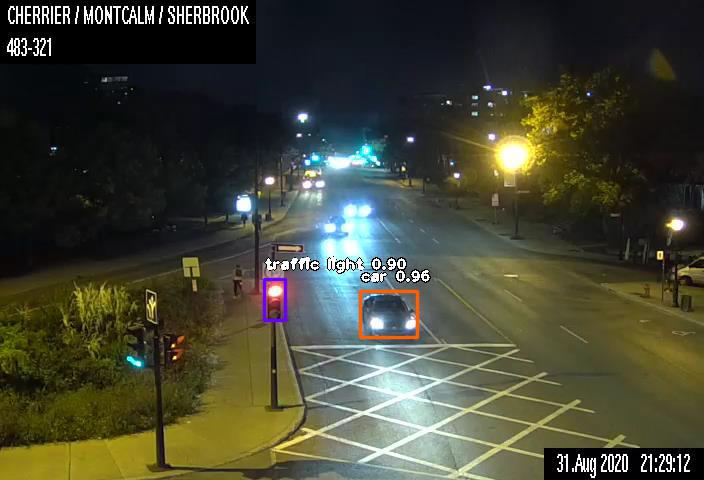 CHERRIER / MONTCALM / SHERBROOK
483-321
traffic light 0.90
car 0.96
31.Aug 2020 21:29:12